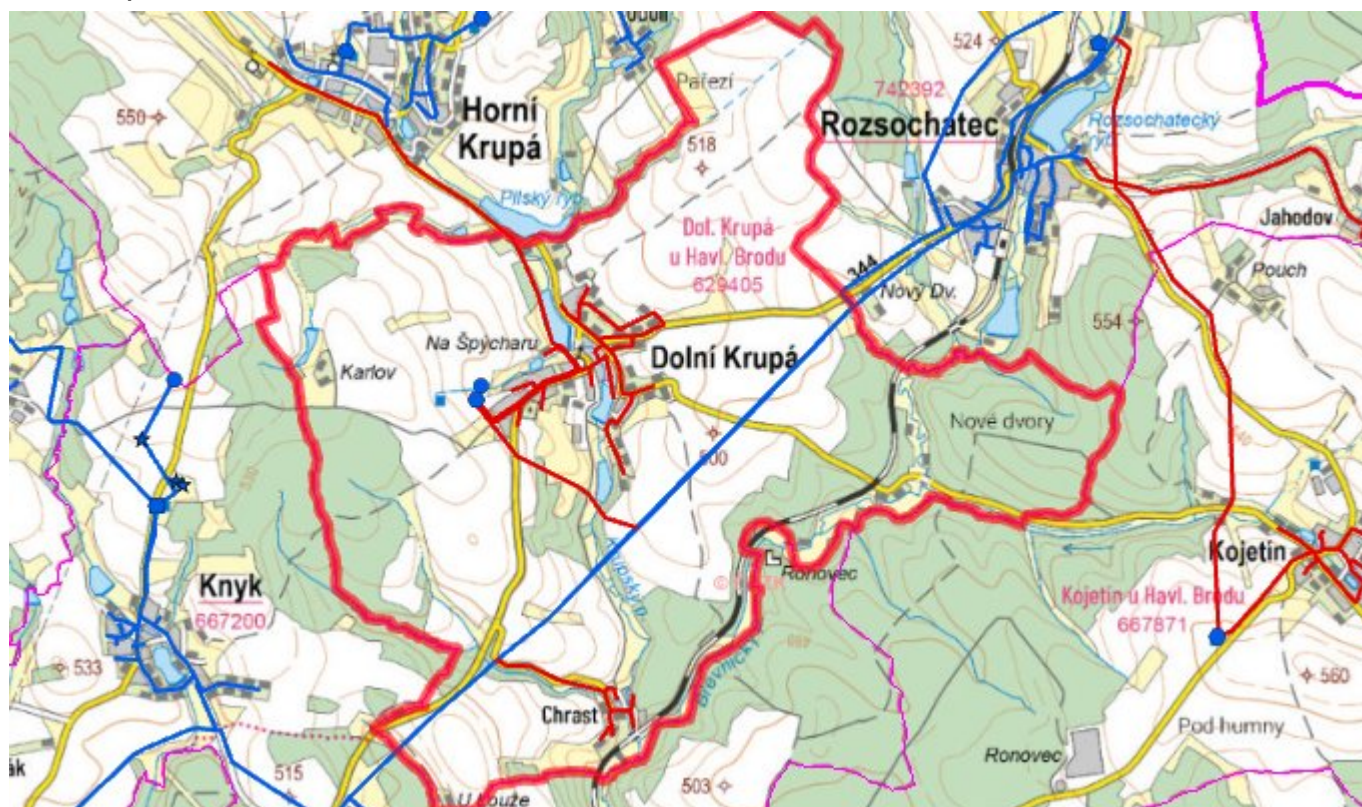 524
Pařezí
742392
Horní
Krupá
550
518
Rozsochatec
Rozsochatecký
ryb.
Pilský ryb.
Jahodov
Dol. Krupá
u Havl. Brodu
629405
344
Pouch
Nový Dv.
554
Na Špýcharu
Karlov
Dolní Krupá
Nové dvory
500
Kojetín
Ronovec
Knyk
667200
Kojetín u Havl. Brodu
667871
533
560
Chrast
Pod humny
Ronovec
515
503
U Louže